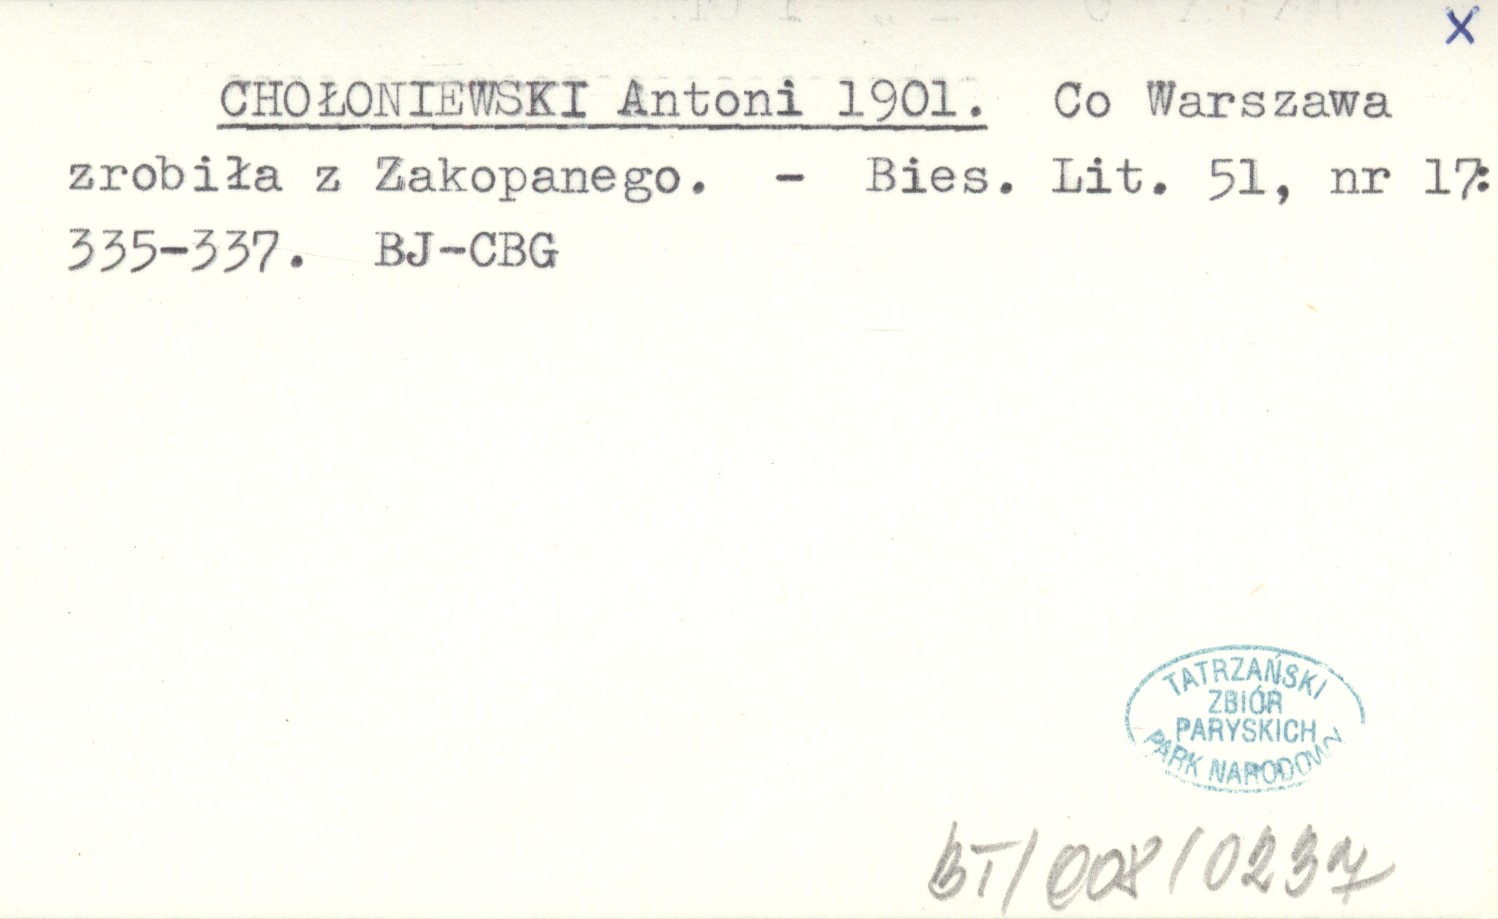 x
CHOŁONIEWSKI Antoni 1901. Co Warszawa
zrobiła z Zakopanego. - Bies. Lit. 51, nr 17:
335-337. BJ-CBG
TATRZAŃSKI
ZBIÓR
PARYSKICH
PARK NARODOWY
BT/008/0237